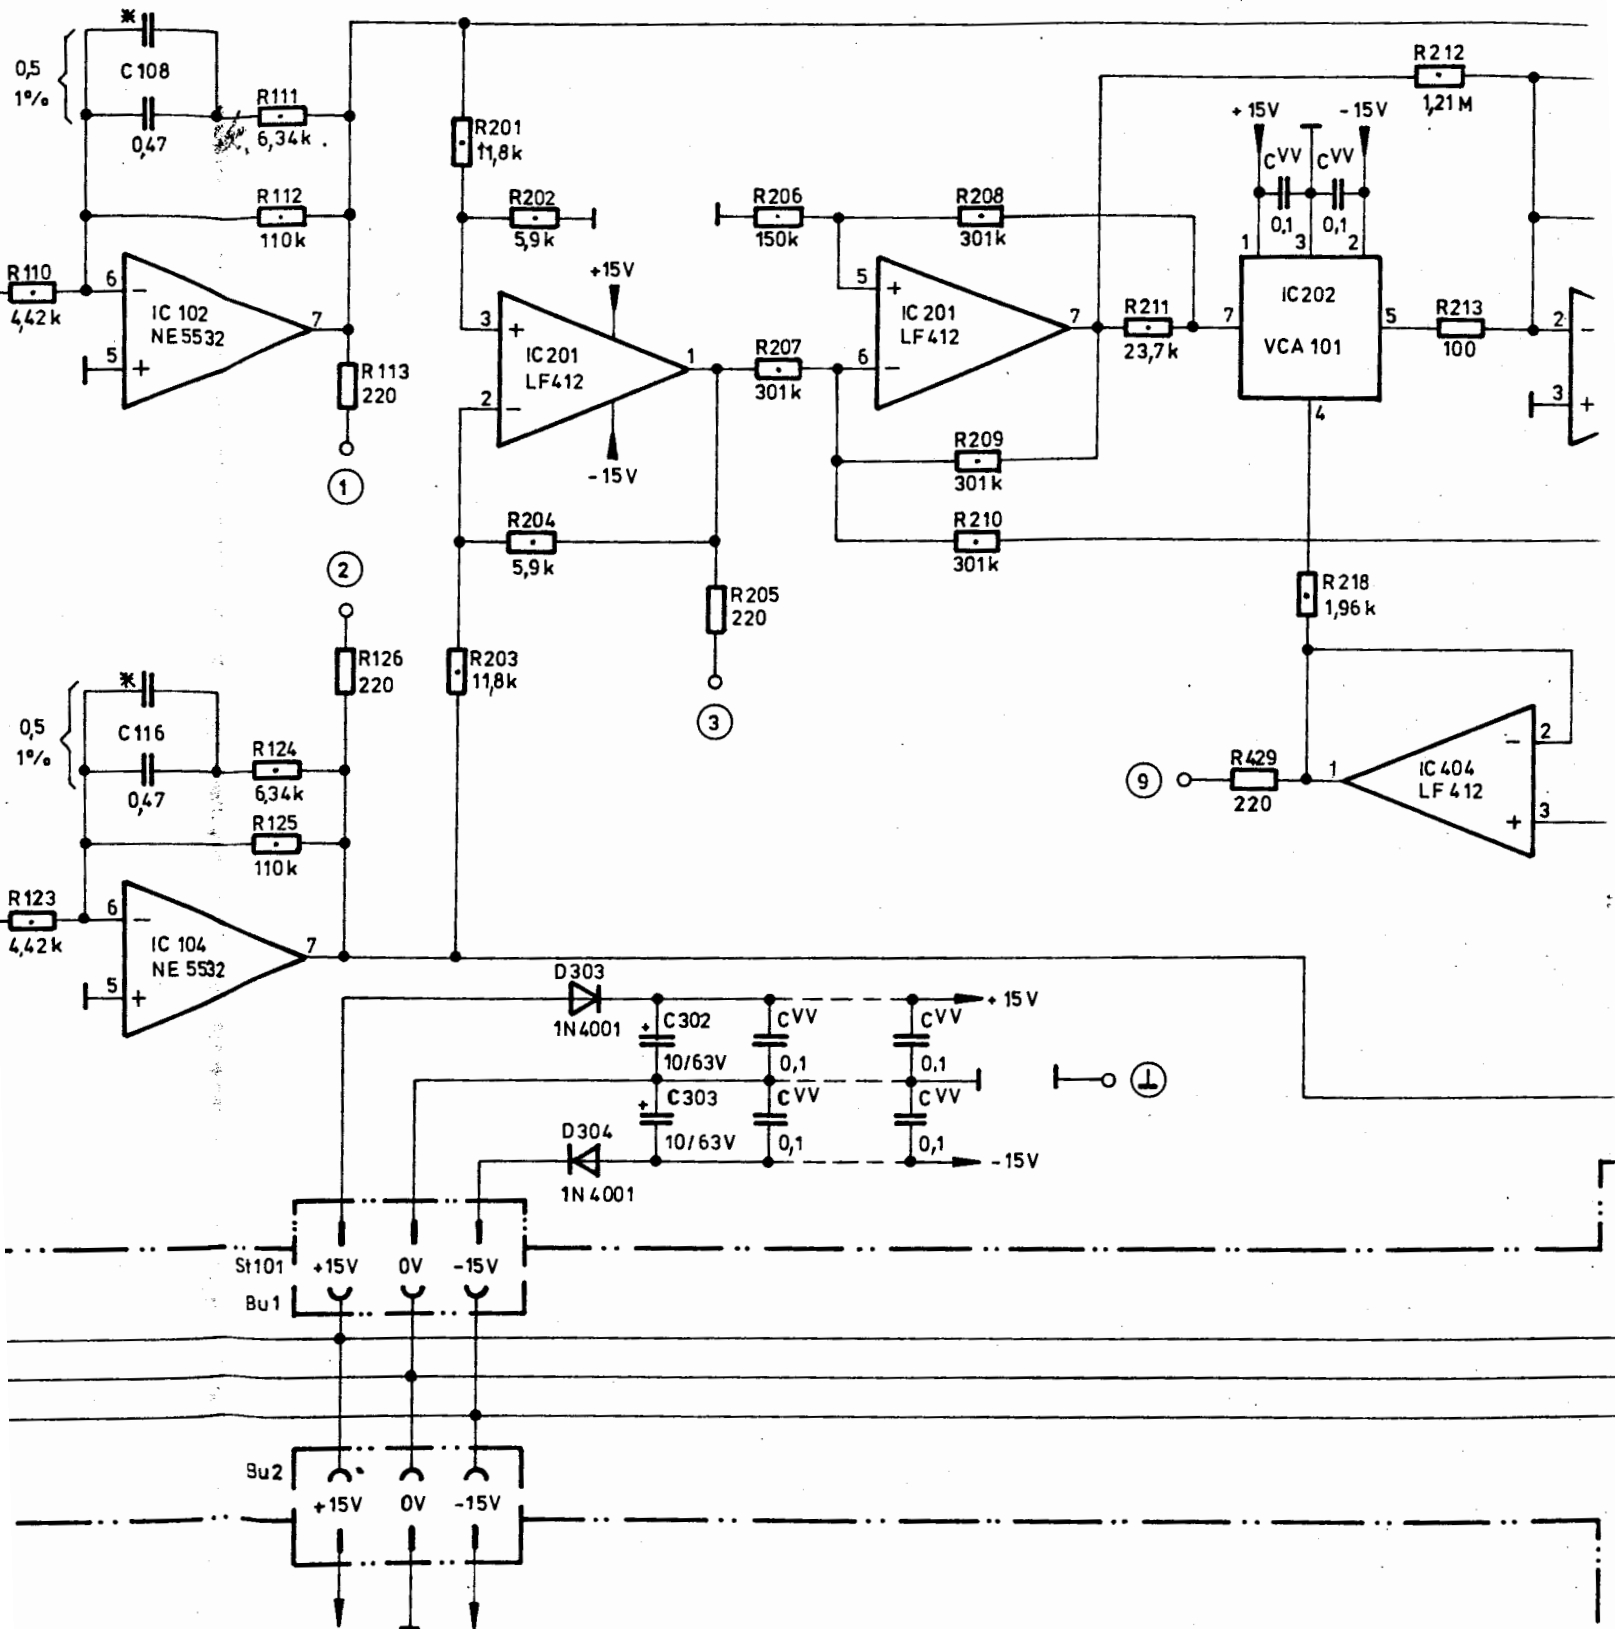 0,5
1%
*
C108
0,47
R111
6,34k
R112
110k
R110
4,42k
6
−
IC 102
NE5532
7
5
+
R113
220
1
R201
11,8k
R202
5,9k
+15V
3
+
IC201
LF412
1
2
−
-15V
R204
5,9k
R205
220
3
R206
150k
R208
301k
5
+
IC 201
LF412
7
R207
301k
6
−
R209
301k
R210
301k
R211
23,7k
R212
1,21M
+15V
-15V
CVV
CVV
0,1
0,1
1
3
2
7
IC202
VCA 101
5
4
R213
100
2
−
3
+
R218
1,96k
2
R126
220
R203
11,8k
0,5
1%
*
C116
0,47
R124
6,34k
R125
110k
R123
4,42k
6
−
IC 104
NE 5532
7
5
+
9
R429
220
1
−
2
IC 404
LF 412
+
3
D303
1N4001
+
C302
10/63V
CVV
0,1
CVV
0,1
+15V
+
C303
10/63V
CVV
0,1
CVV
0,1
⊥
D304
1N4001
-15V
St101
+15V
0V
-15V
Bu1
Bu2
+15V
0V
-15V